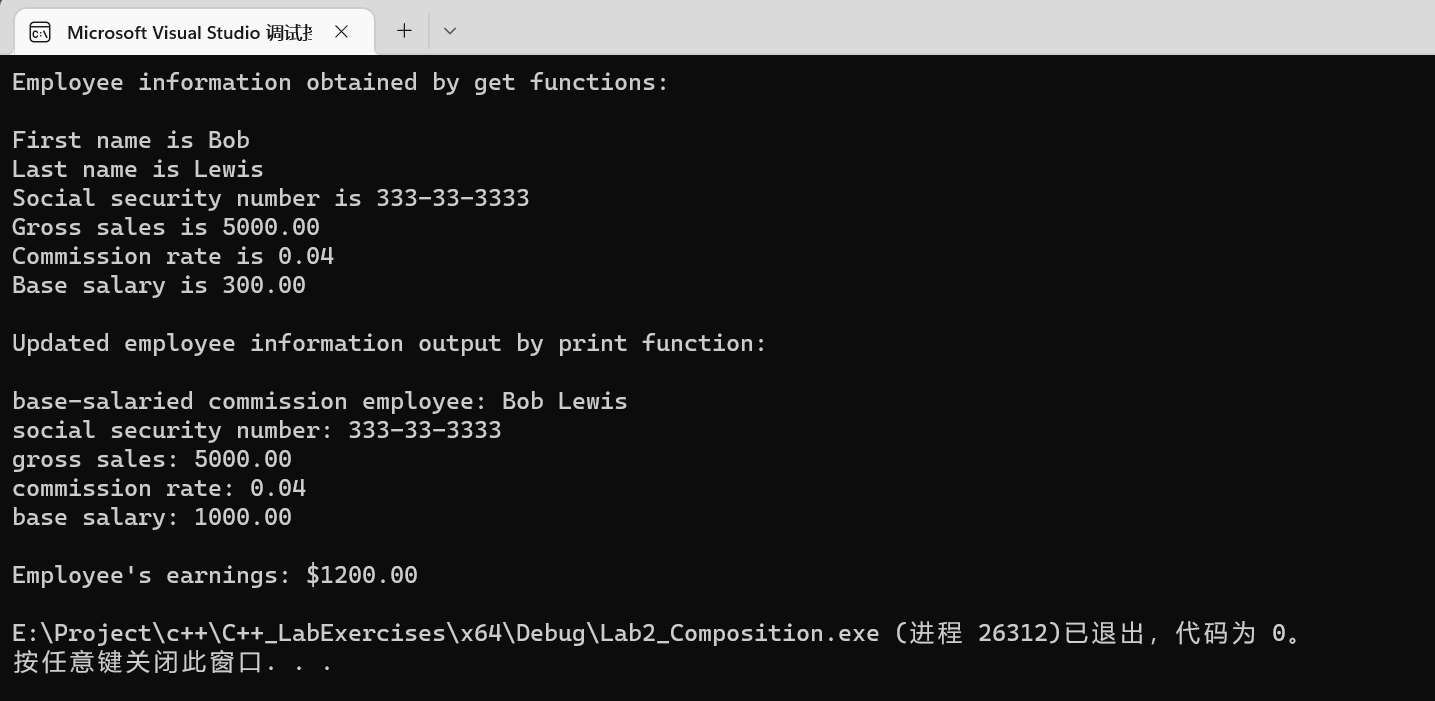 Microsoft Visual Studio 调试
Employee information obtained by get functions:
First name is Bob
Last name is Lewis
Social security number is 333-33-3333
Gross sales is 5000.00
Commission rate is 0.04
Base salary is 300.00
Updated employee information output by print function:
base-salaried commission employee: Bob Lewis
social security number: 333-33-3333
gross sales: 5000.00
commission rate: 0.04
base salary: 1000.00
Employee's earnings: $1200.00
E:\Project\c++\C++_LabExercises\x64\Debug\Lab2_Composition.exe (进程 26312)已退出，代码为 0。
按任意键关闭此窗口. . .